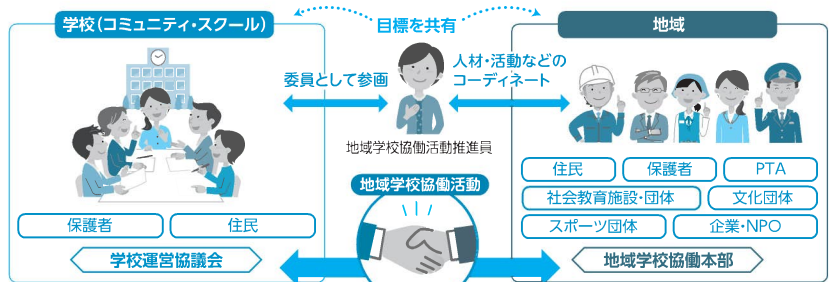 学校(コミュニティ・スクール)
目標を共有
地域
委員として参画
人材・活動などの
コーディネート
地域学校協働活動推進員
地域学校協働活動
保護者
住民
学校運営協議会
住民
保護者
PTA
社会教育施設・団体
文化団体
スポーツ団体
企業・NPO
地域学校協働本部